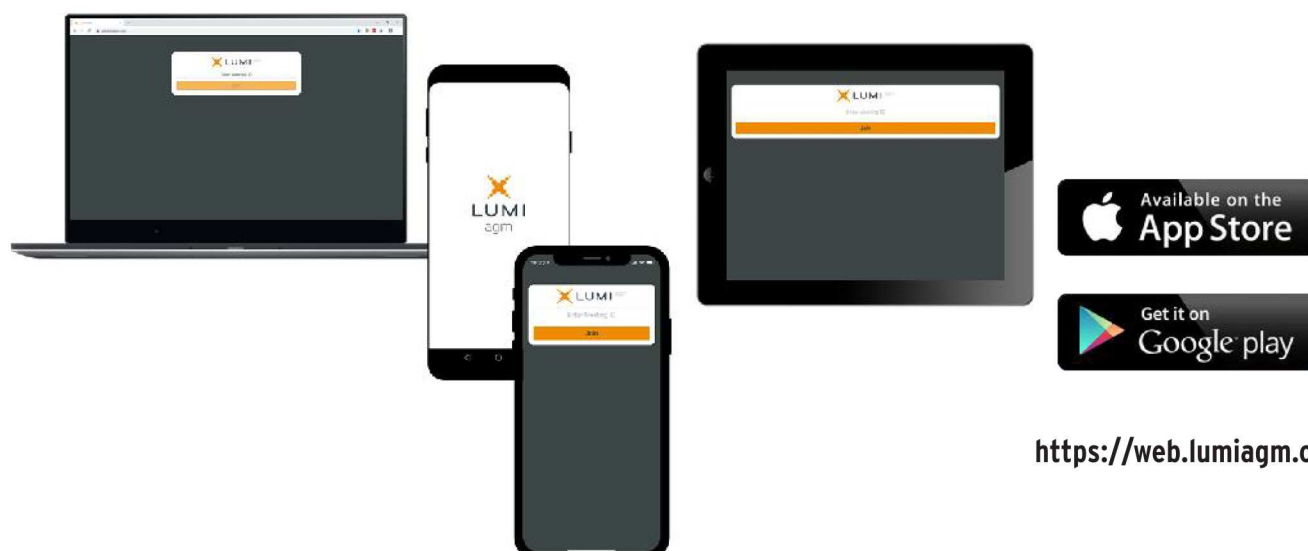 LUMI
LUMI
agm
LUMI
Join
LUMI
Join
Available on the
App Store
Get it on
Google play
https://web.lumiagm.c